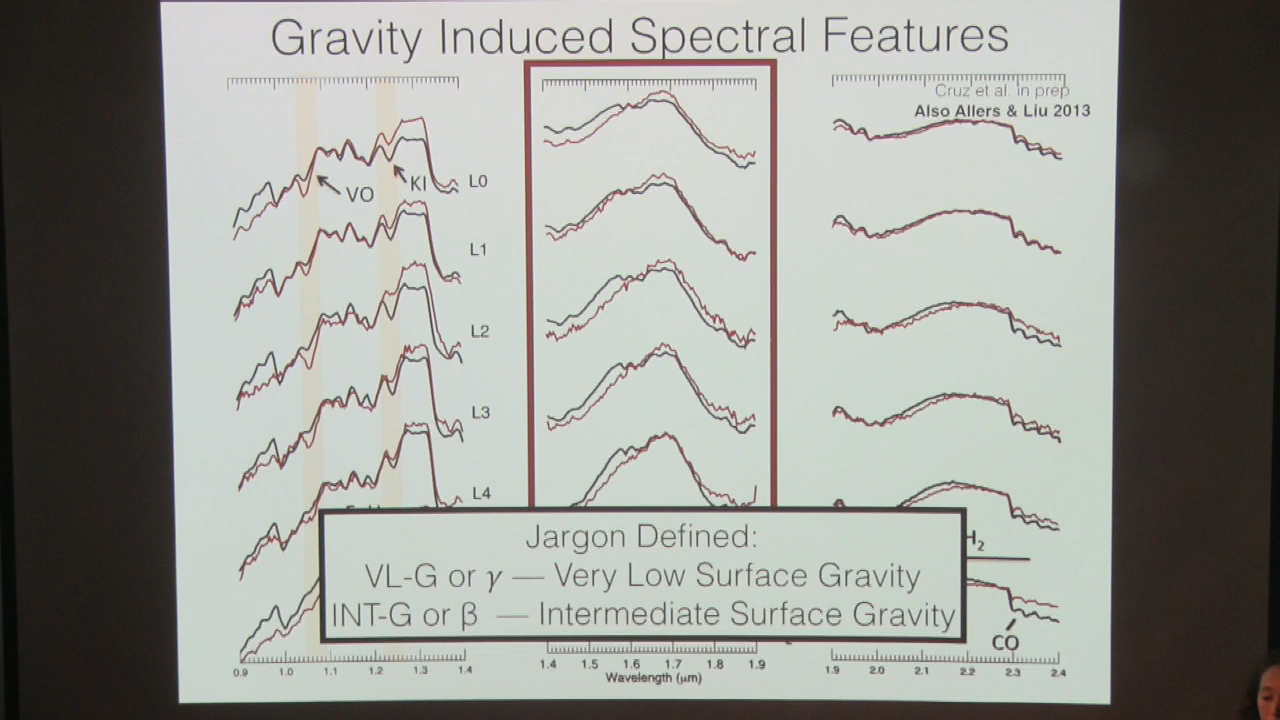 Gravity Induced Spectral Features
Cruz et al. in prep
Also Allers & Liu 2013
VO
KI
L0
L1
L2
L3
L4
H₂
CO
Jargon Defined:
VL-G or γ — Very Low Surface Gravity
INT-G or β — Intermediate Surface Gravity
0.9 1.0 1.1 1.2 1.3 1.4
1.4 1.5 1.6 1.7 1.8 1.9
1.9 2.0 2.1 2.2 2.3 2.4
Wavelength (μm)